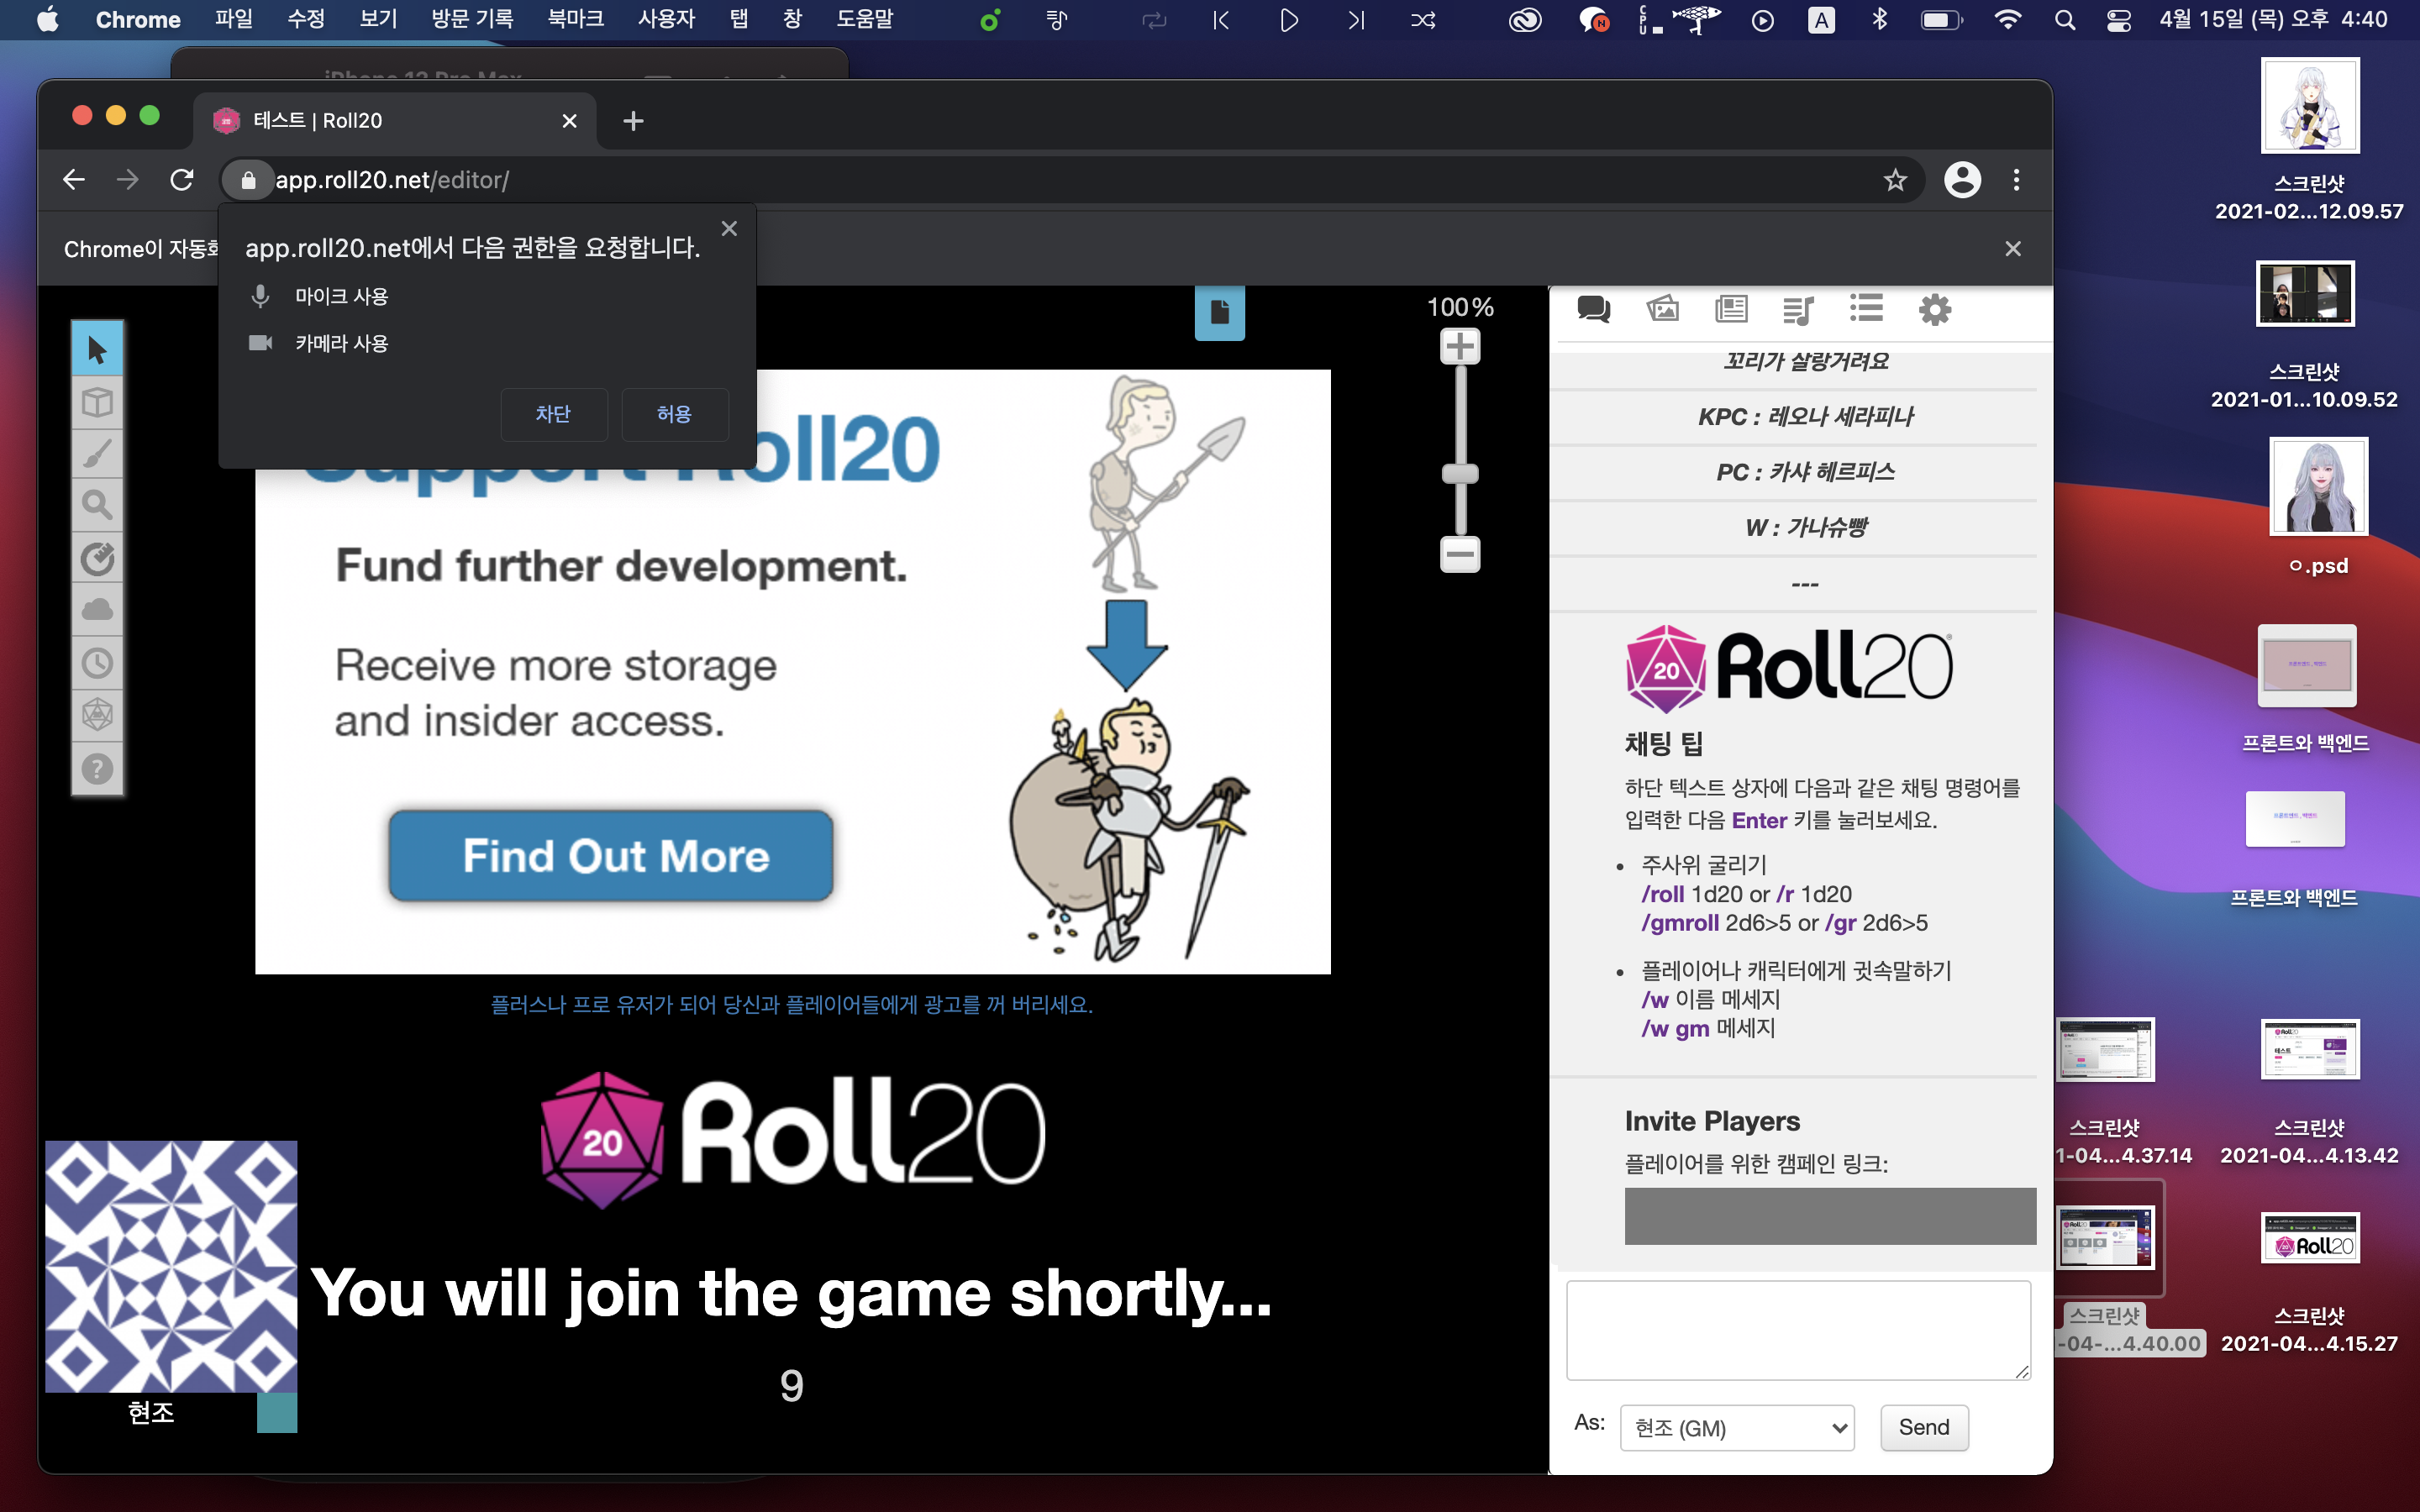 Chrome 파일 수정 보기 방문 기록 북마크 사용자 탭 창 도움말
CPU
N
A
4월 15일 (목) 오후 4:40
iPhone 12 Pro Max
테스트 | Roll20
app.roll20.net/editor/
Chrome이 자동화
app.roll20.net에서 다음 권한을 요청합니다.
마이크 사용
카메라 사용
차단 허용
100%
Support Roll20
Fund further development.
Receive more storage
and insider access.
Find Out More
플러스나 프로 유저가 되어 당신과 플레이어들에게 광고를 꺼 버리세요.
20 Roll20
You will join the game shortly...
9
현조
꼬리가 살랑거려요
KPC : 레오나 세라피나
PC : 카샤 헤르피스
W : 가나슈빵
---
20 Roll20
채팅 팁
하단 텍스트 상자에 다음과 같은 채팅 명령어를
입력한 다음 Enter 키를 눌러보세요.
주사위 굴리기
/roll 1d20 or /r 1d20
/gmroll 2d6>5 or /gr 2d6>5
플레이어나 캐릭터에게 귓속말하기
/w 이름 메세지
/w gm 메세지
Invite Players
플레이어를 위한 캠페인 링크:
As: 현조 (GM) Send
스크린샷
2021-02...12.09.57
스크린샷
2021-01...10.09.52
ㅇ.psd
프론트와 백엔드
프론트와 백엔드
스크린샷
1-04...4.37.14
스크린샷
2021-04...4.13.42
스크린샷
-04-...4.40.00
Roll20
스크린샷
2021-04...4.15.27